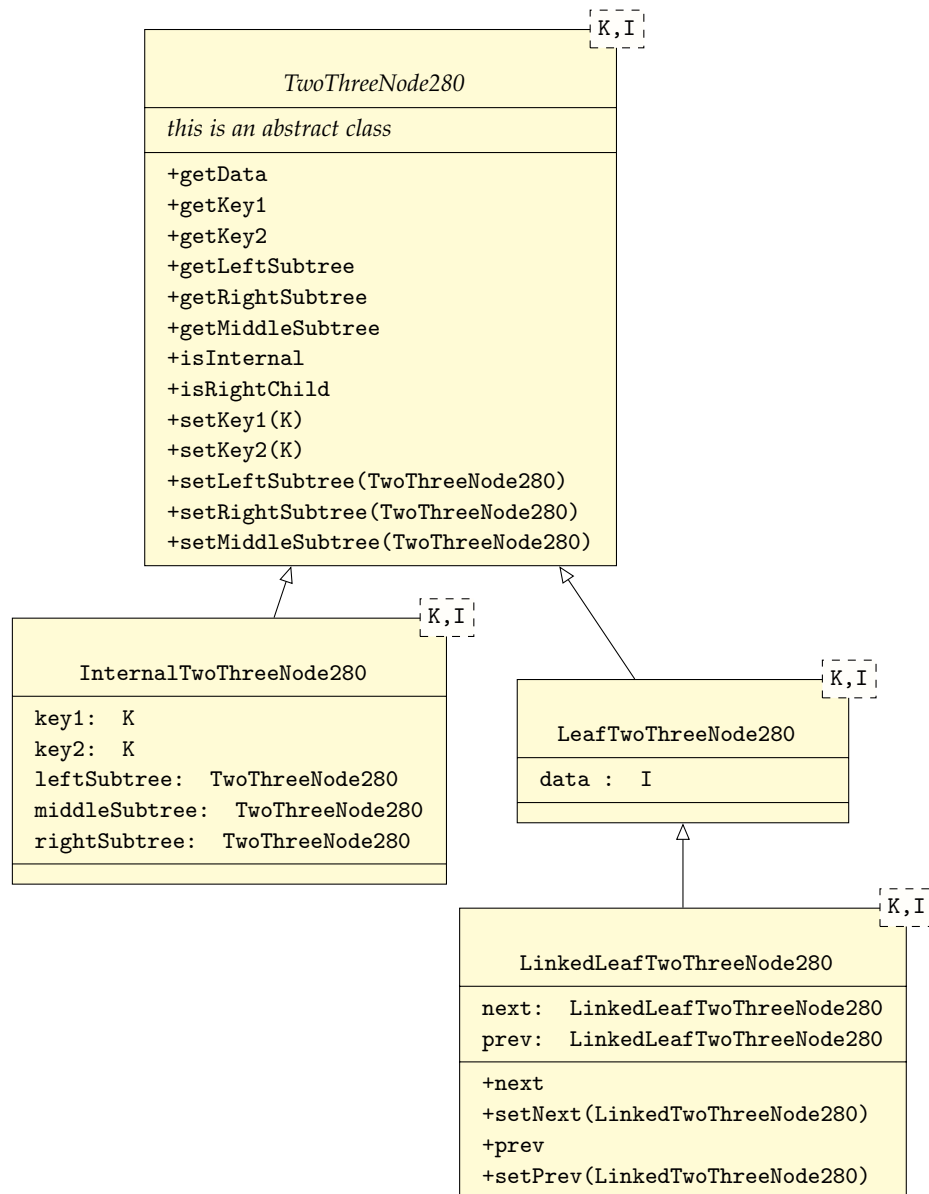 K,I
TwoThreeNode280
this is an abstract class
+getData
+getKey1
+getKey2
+getLeftSubtree
+getRightSubtree
+getMiddleSubtree
+isInternal
+isRightChild
+setKey1(K)
+setKey2(K)
+setLeftSubtree(TwoThreeNode280)
+setRightSubtree(TwoThreeNode280)
+setMiddleSubtree(TwoThreeNode280)
K,I
InternalTwoThreeNode280
key1: K
key2: K
leftSubtree: TwoThreeNode280
middleSubtree: TwoThreeNode280
rightSubtree: TwoThreeNode280
K,I
LeafTwoThreeNode280
data : I
K,I
LinkedLeafTwoThreeNode280
next: LinkedLeafTwoThreeNode280
prev: LinkedLeafTwoThreeNode280
+next
+setNext(LinkedTwoThreeNode280)
+prev
+setPrev(LinkedTwoThreeNode280)